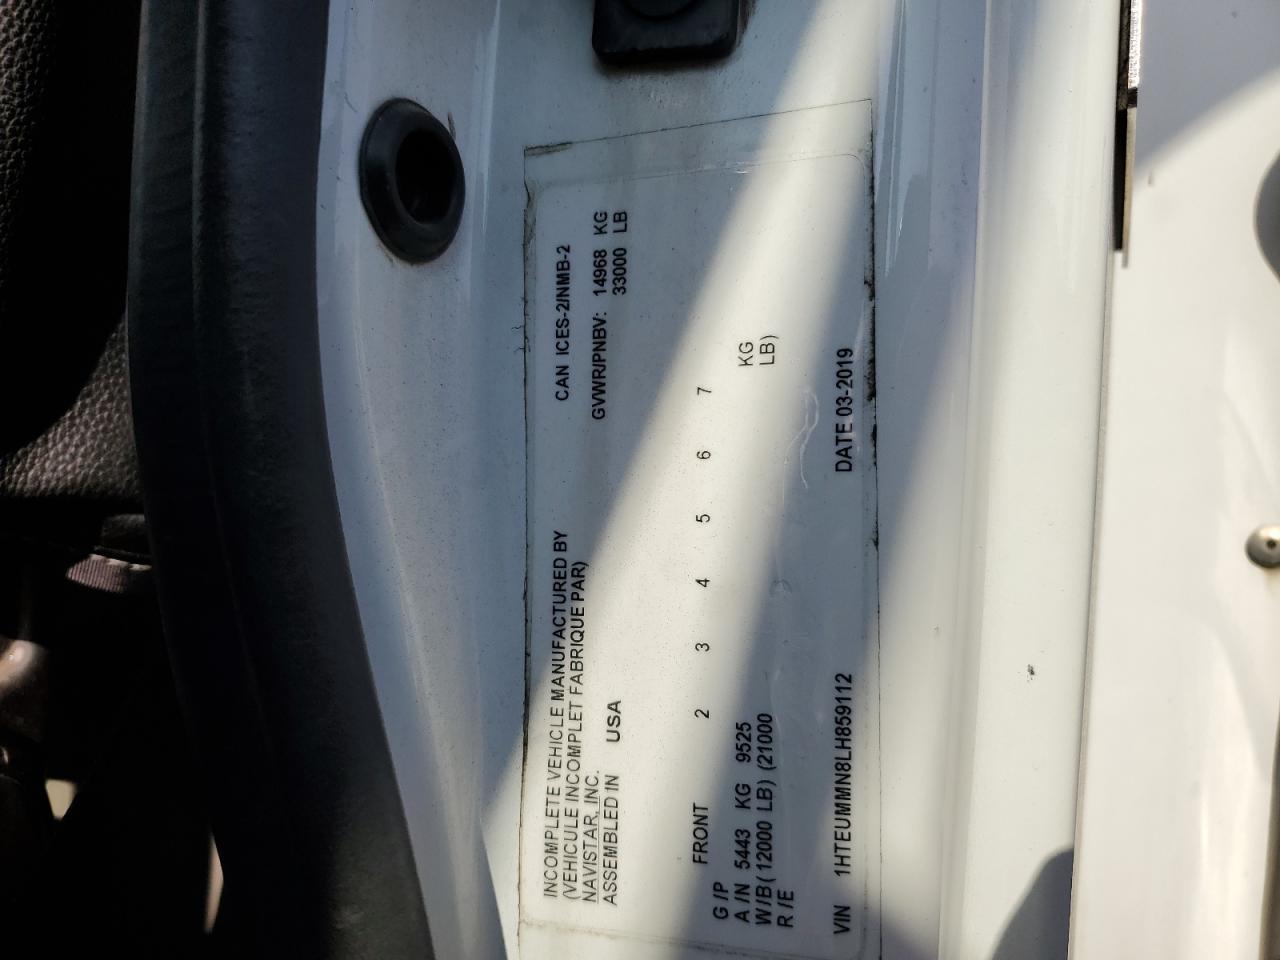 INCOMPLETE VEHICLE MANUFACTURED BY CAN ICES-2/NMB-2
(VEHICULE INCOMPLET FABRIQUE PAR)
NAVISTAR, INC. GVWR/PNBV: 14968 KG
ASSEMBLED IN USA 33000 LB
FRONT 2 3 4 5 6 7
G /P
A /N 5443 KG 9525 KG
W/B( 12000 LB) (21000 LB)
R /E
VIN 1HTEUMMN8LH859112 DATE 03-2019